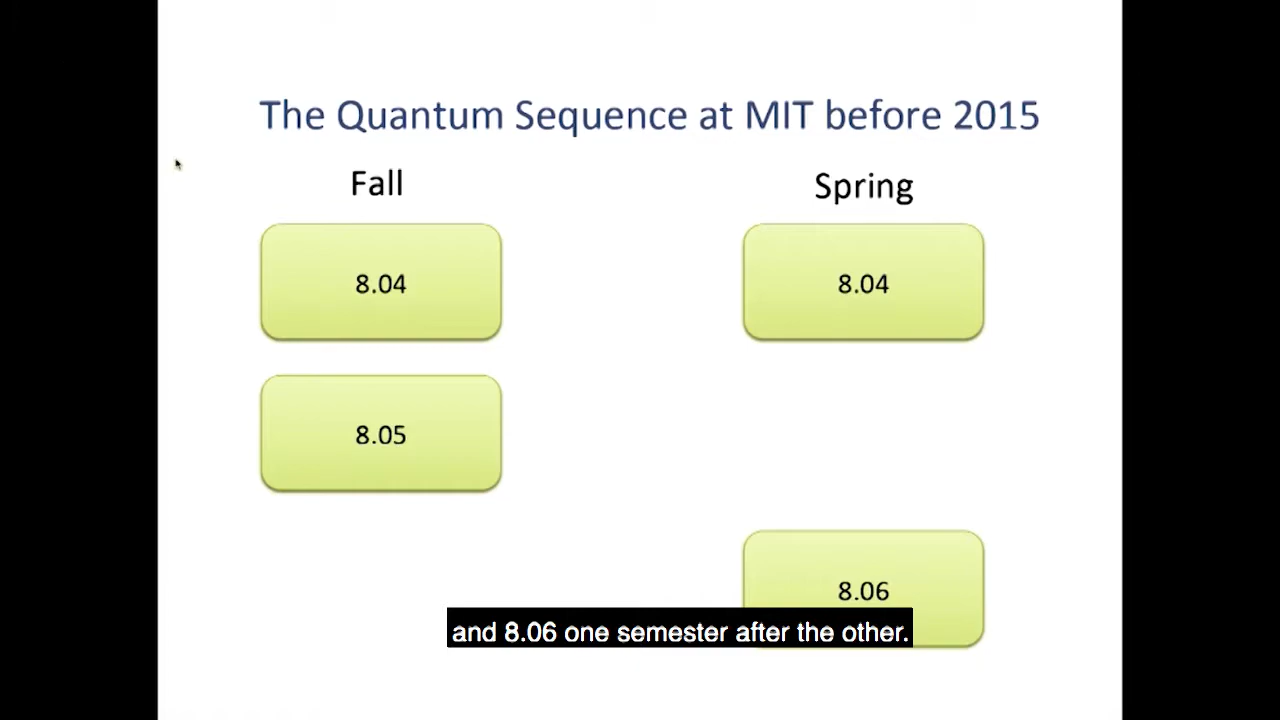 The Quantum Sequence at MIT before 2015
Fall
Spring
8.04
8.04
8.05
8.06
and 8.06 one semester after the other.